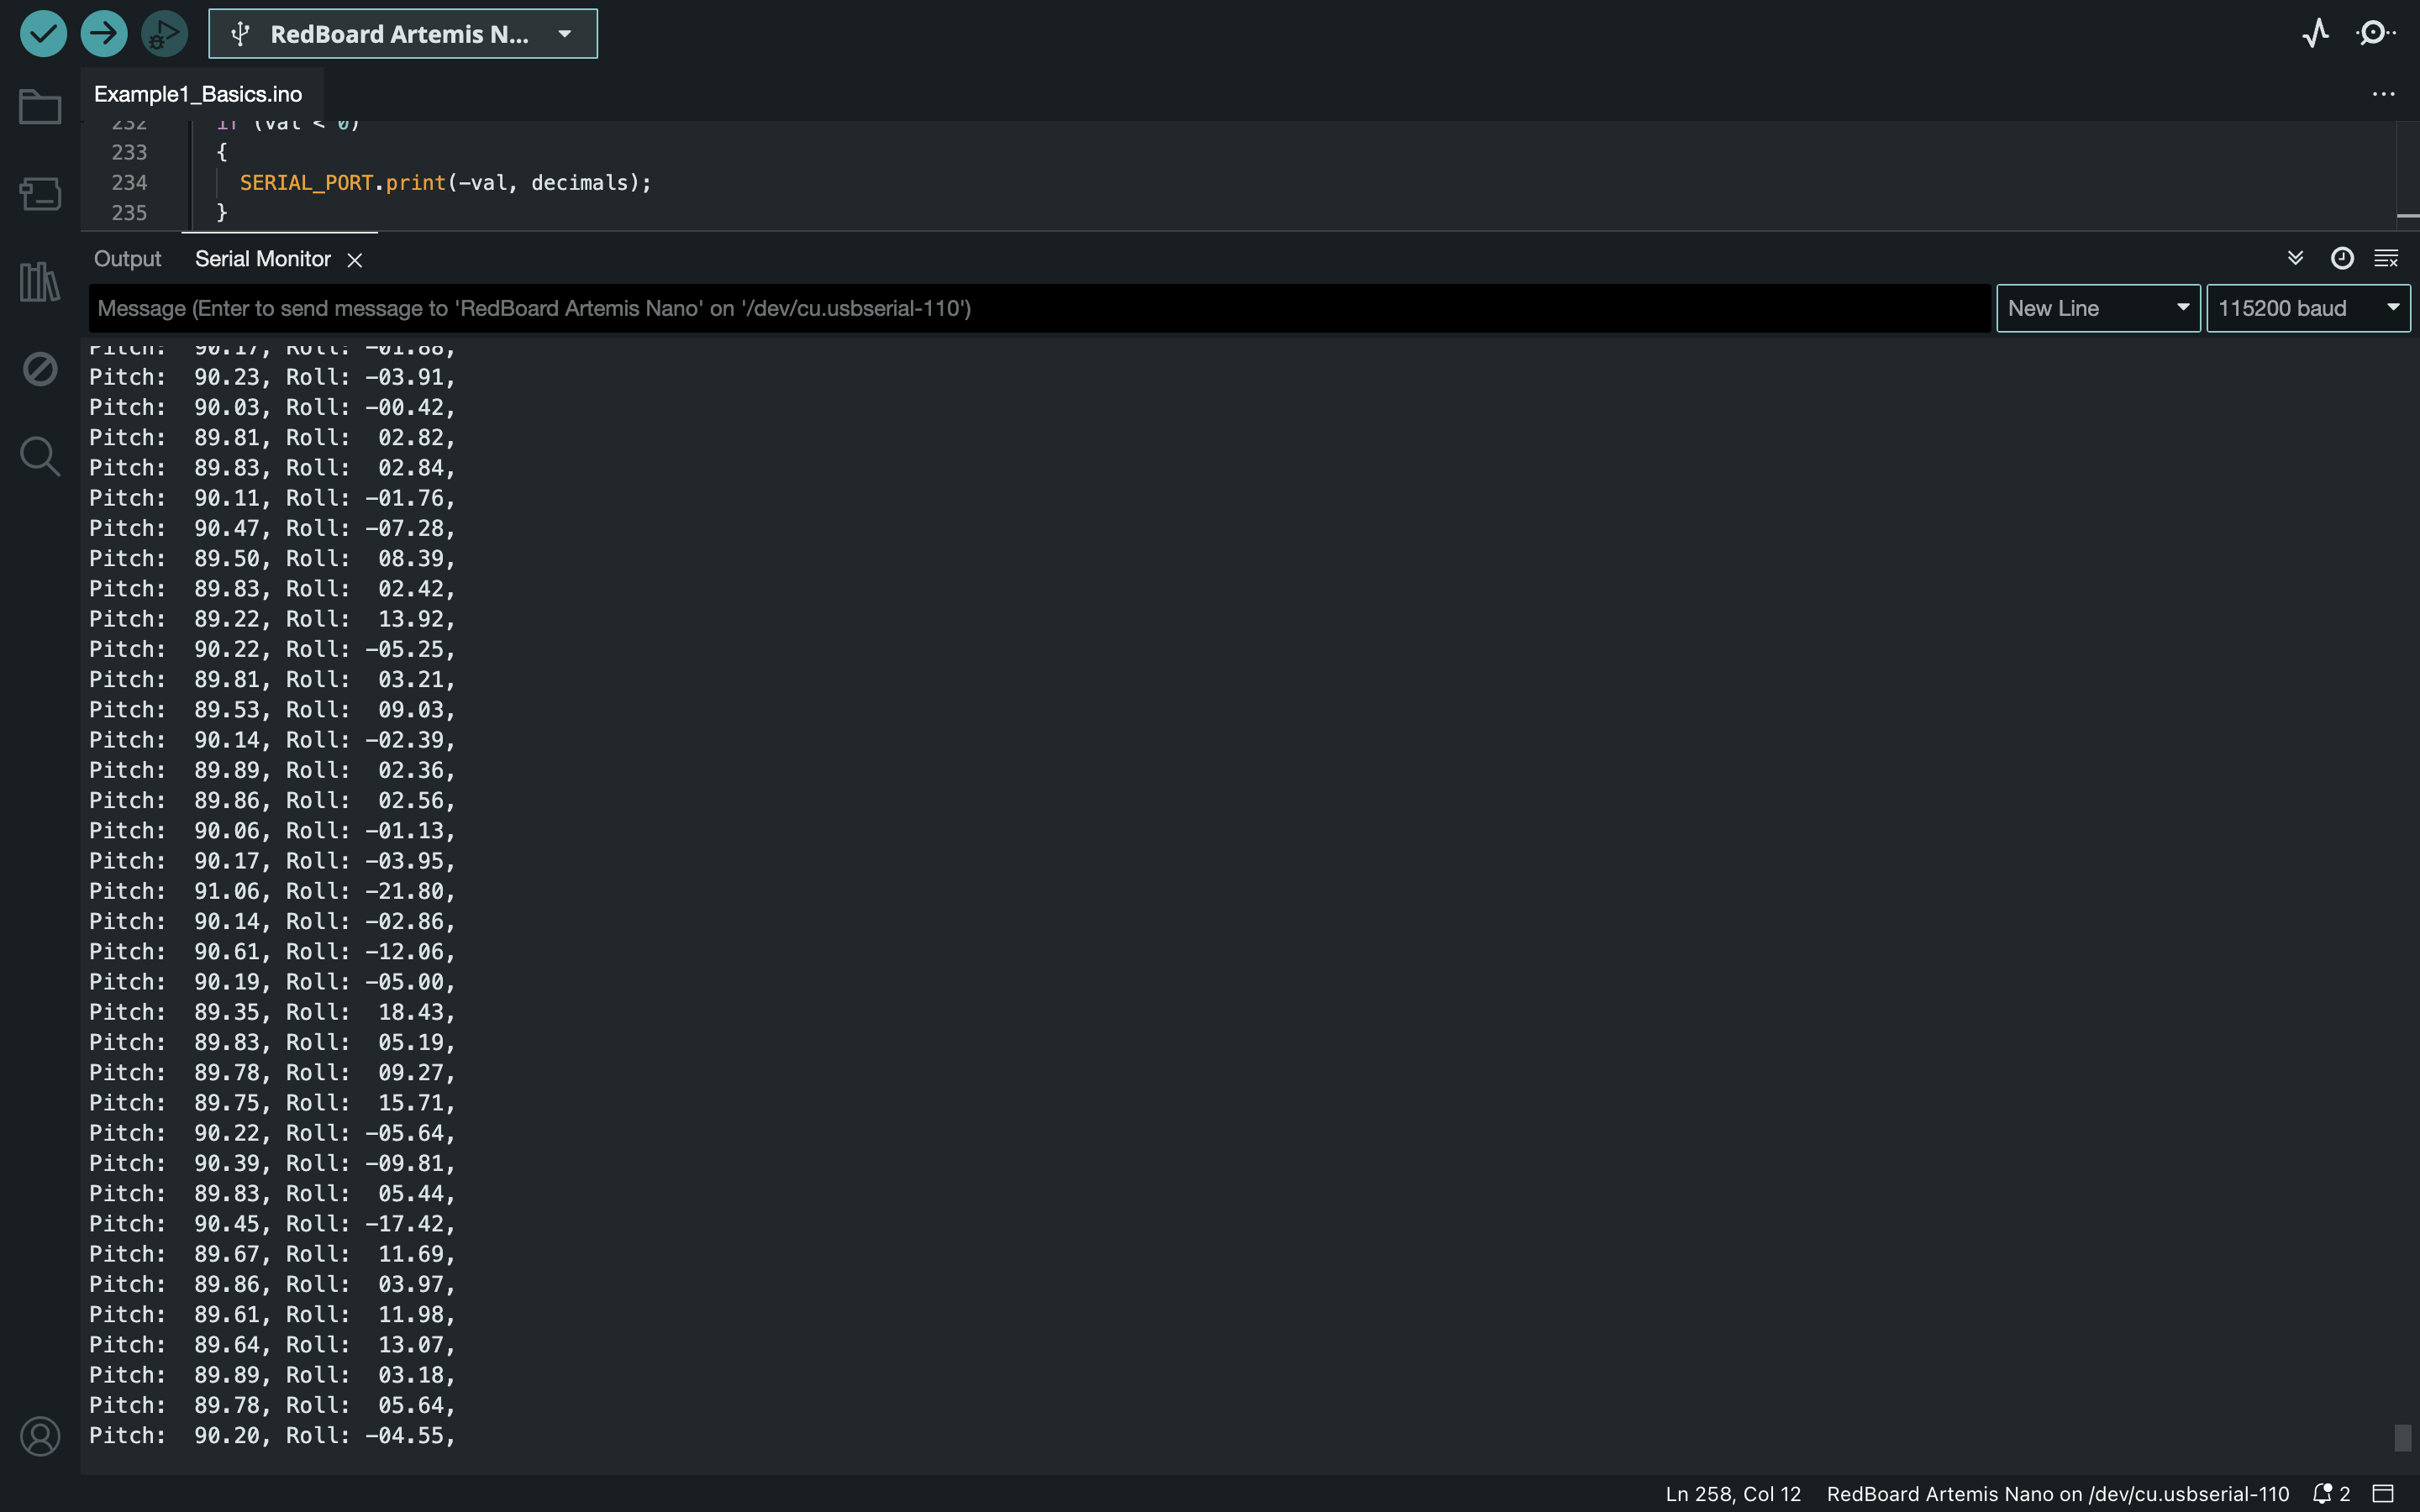 RedBoard Artemis N...
Example1_Basics.ino
232 if (val < 0)
233 {
234 SERIAL_PORT.print(-val, decimals);
235 }
Output Serial Monitor
Message (Enter to send message to 'RedBoard Artemis Nano' on '/dev/cu.usbserial-110') New Line 115200 baud
Pitch: 90.17, Roll: -01.88,
Pitch: 90.23, Roll: -03.91,
Pitch: 90.03, Roll: -00.42,
Pitch: 89.81, Roll: 02.82,
Pitch: 89.83, Roll: 02.84,
Pitch: 90.11, Roll: -01.76,
Pitch: 90.47, Roll: -07.28,
Pitch: 89.50, Roll: 08.39,
Pitch: 89.83, Roll: 02.42,
Pitch: 89.22, Roll: 13.92,
Pitch: 90.22, Roll: -05.25,
Pitch: 89.81, Roll: 03.21,
Pitch: 89.53, Roll: 09.03,
Pitch: 90.14, Roll: -02.39,
Pitch: 89.89, Roll: 02.36,
Pitch: 89.86, Roll: 02.56,
Pitch: 90.06, Roll: -01.13,
Pitch: 90.17, Roll: -03.95,
Pitch: 91.06, Roll: -21.80,
Pitch: 90.14, Roll: -02.86,
Pitch: 90.61, Roll: -12.06,
Pitch: 90.19, Roll: -05.00,
Pitch: 89.35, Roll: 18.43,
Pitch: 89.83, Roll: 05.19,
Pitch: 89.78, Roll: 09.27,
Pitch: 89.75, Roll: 15.71,
Pitch: 90.22, Roll: -05.64,
Pitch: 90.39, Roll: -09.81,
Pitch: 89.83, Roll: 05.44,
Pitch: 90.45, Roll: -17.42,
Pitch: 89.67, Roll: 11.69,
Pitch: 89.86, Roll: 03.97,
Pitch: 89.61, Roll: 11.98,
Pitch: 89.64, Roll: 13.07,
Pitch: 89.89, Roll: 03.18,
Pitch: 89.78, Roll: 05.64,
Pitch: 90.20, Roll: -04.55,
Ln 258, Col 12 RedBoard Artemis Nano on /dev/cu.usbserial-110 2